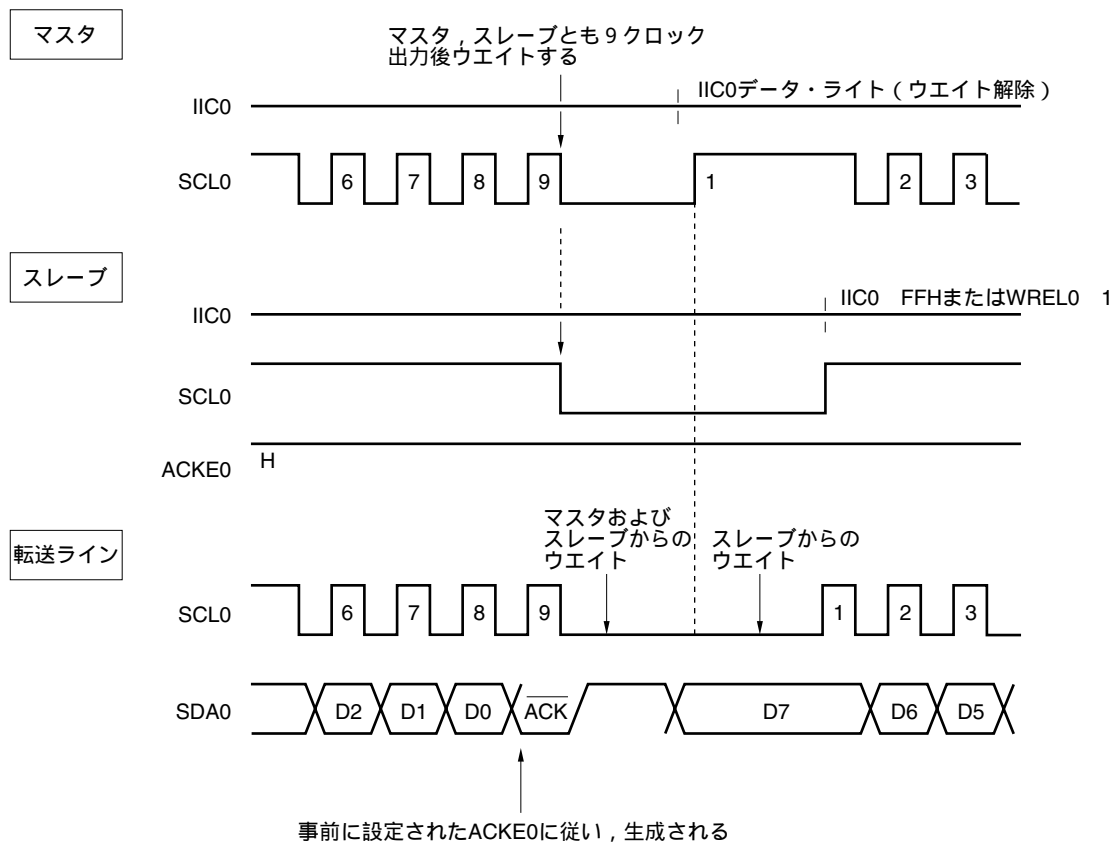 マスタ
マスタ，スレーブとも９クロック
出力後ウエイトする
IIC0
IIC0データ・ライト（ウエイト解除）
SCL0
6 7 8 9 1 2 3
スレーブ
IIC0
IIC0 FFHまたはWREL0 1
SCL0
ACKE0
H
転送ライン
マスタおよび
スレーブからの
ウエイト
スレーブからの
ウエイト
SCL0
6 7 8 9 1 2 3
SDA0
D2 D1 D0 ACK D7 D6 D5
事前に設定されたACKE0に従い，生成される